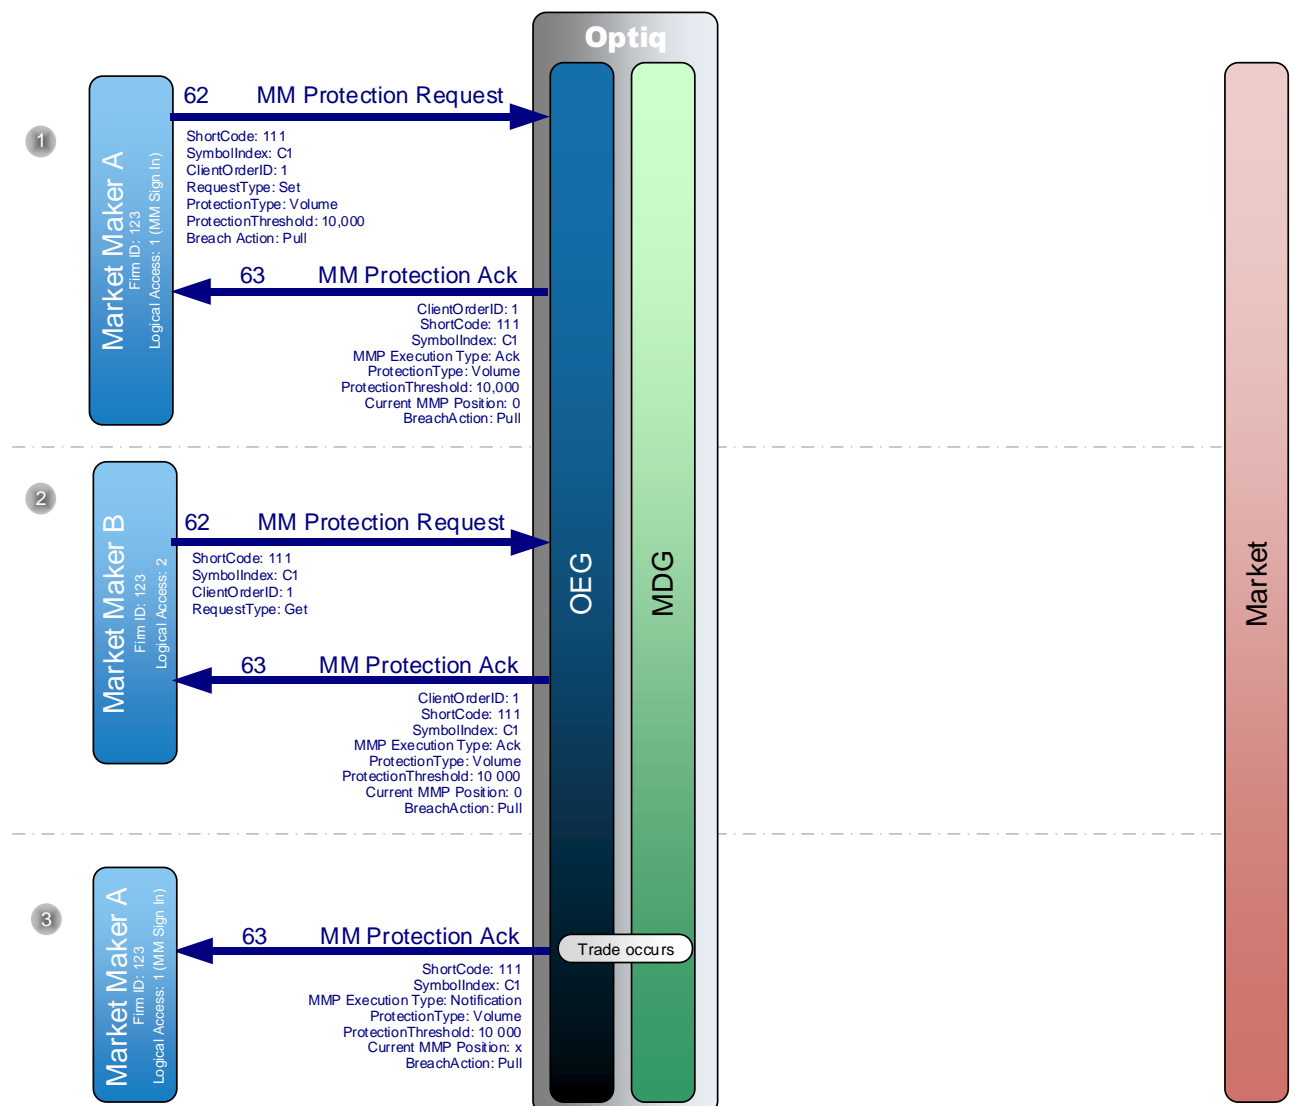 Optiq
1
Market Maker A
Firm ID: 123
Logical Access: 1 (MM Sign In)
62 MM Protection Request
ShortCode: 111
SymbolIndex: C1
ClientOrderID: 1
RequestType: Set
ProtectionType: Volume
ProtectionThreshold: 10,000
Breach Action: Pull
63 MM Protection Ack
ClientOrderID: 1
ShortCode: 111
SymbolIndex: C1
MMP Execution Type: Ack
ProtectionType: Volume
ProtectionThreshold: 10,000
Current MMP Position: 0
BreachAction: Pull
2
Market Maker B
Firm ID: 123
Logical Access: 2
62 MM Protection Request
ShortCode: 111
SymbolIndex: C1
ClientOrderID: 1
RequestType: Get
63 MM Protection Ack
ClientOrderID: 1
ShortCode: 111
SymbolIndex: C1
MMP Execution Type: Ack
ProtectionType: Volume
ProtectionThreshold: 10 000
Current MMP Position: 0
BreachAction: Pull
OEG
MDG
Market
3
Market Maker A
Firm ID: 123
Logical Access: 1 (MM Sign In)
63 MM Protection Ack
Trade occurs
ShortCode: 111
SymbolIndex: C1
MMP Execution Type: Notification
ProtectionType: Volume
ProtectionThreshold: 10 000
Current MMP Position: x
BreachAction: Pull